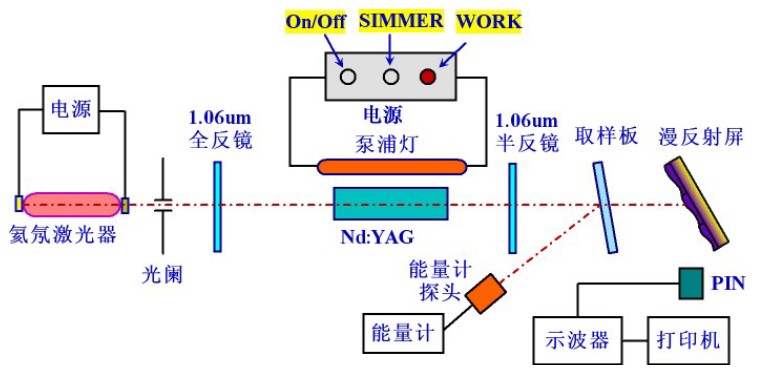 On/Off SIMMER WORK
电源
电源
1.06um
全反镜
泵浦灯
1.06um
半反镜
取样板
漫反射屏
氦氖激光器
光阑
Nd:YAG
能量计
探头
能量计
PIN
示波器
打印机